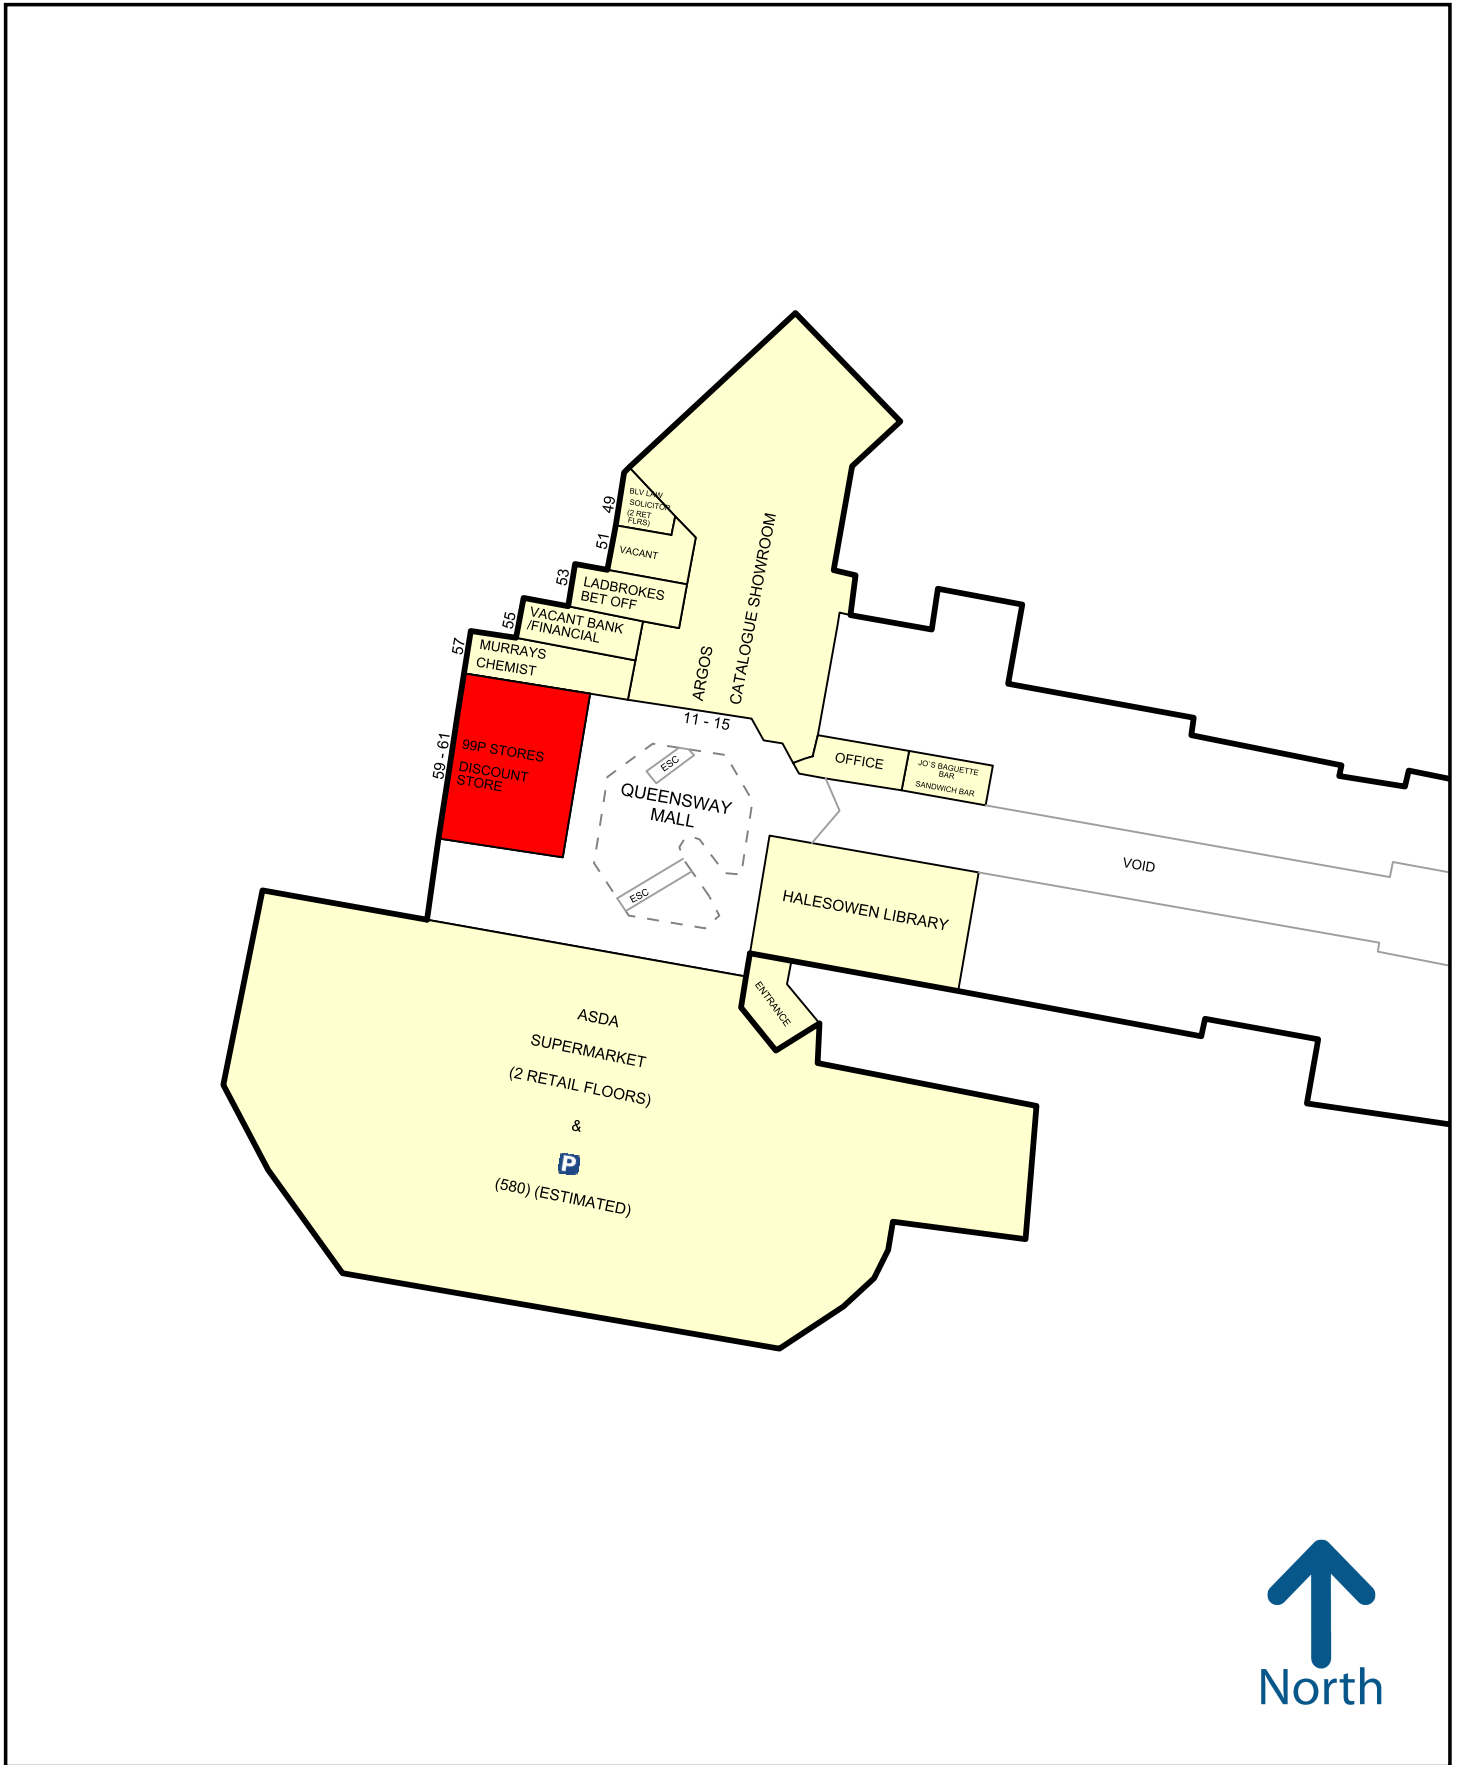 49
BLV LAW
SOLICITOR
(2 RET
FLRS)
51
VACANT
53
LADBROKES
BET OFF
55
VACANT BANK
/FINANCIAL
57
MURRAYS
CHEMIST
ARGOS
CATALOGUE SHOWROOM
11 - 15
59 - 61
99P STORES
DISCOUNT
STORE
ESC
QUEENSWAY
MALL
ESC
OFFICE
JO`S BAGUETTE
BAR
SANDWICH BAR
VOID
HALESOWEN LIBRARY
ENTRANCE
ASDA
SUPERMARKET
(2 RETAIL FLOORS)
&
P
(580) (ESTIMATED)
North